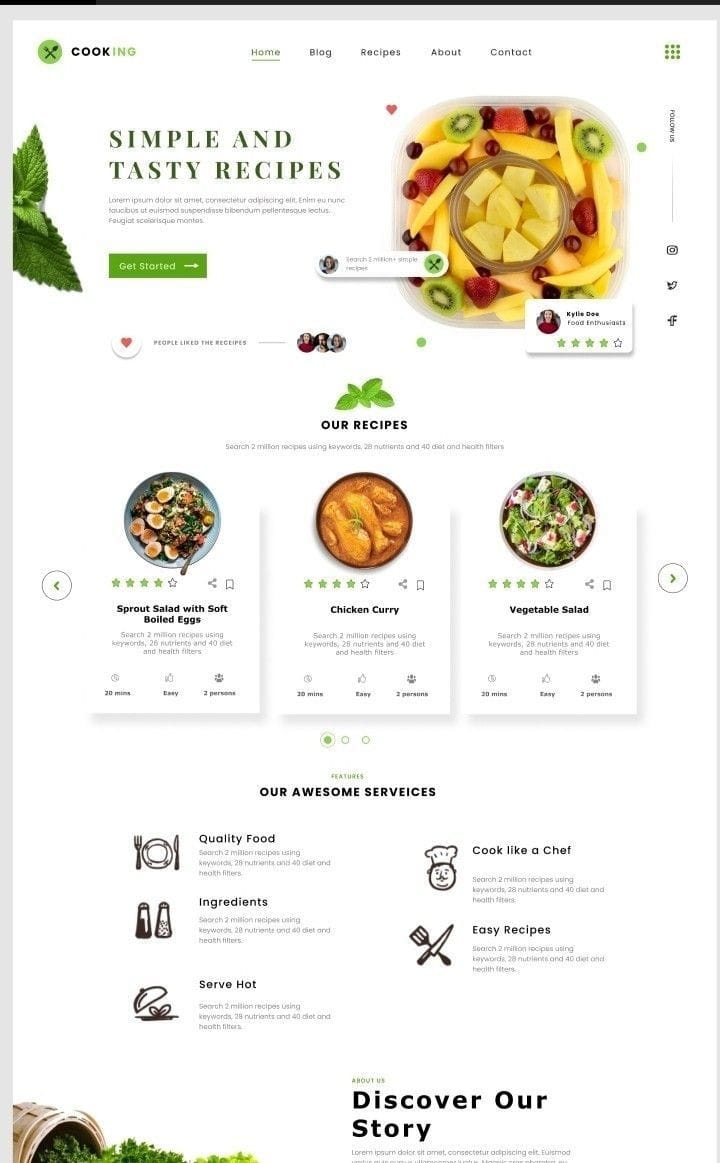 COOKING
Home Blog Recipes About Contact
FOLLOW US
SIMPLE AND
TASTY RECIPES
Lorem ipsum dolor sit amet, consectetur adipiscing elit. Enim eu nunc
faucibus ut euismod suspendisse bibendum pellentesque lectus.
Feugiat scelerisque montes.
Search 2 million+ simple
recipes
Get Started
Kylie Doe
Food Enthusiasts
PEOPLE LIKED THE RECEIPES
OUR RECIPES
Search 2 million recipes using keywords, 28 nutrients and 40 diet and health filters
Sprout Salad with Soft
Boiled Eggs
Search 2 million recipes using
keywords, 28 nutrients and 40 diet
and health filters
20 mins Easy 2 persons
Chicken Curry
Search 2 million recipes using
keywords, 28 nutrients and 40 diet
and health filters
20 mins Easy 2 persons
Vegetable Salad
Search 2 million recipes using
keywords, 28 nutrients and 40 diet
and health filters
20 mins Easy 2 persons
FEATURES
OUR AWESOME SERVEICES
Quality Food
Search 2 million recipes using
keywords, 28 nutrients and 40 diet and
health filters.
Ingredients
Search 2 million recipes using
keywords, 28 nutrients and 40 diet and
health filters.
Serve Hot
Search 2 million recipes using
keywords, 28 nutrients and 40 diet and
health filters.
Cook like a Chef
Search 2 million recipes using
keywords, 28 nutrients and 40 diet and
health filters.
Easy Recipes
Search 2 million recipes using
keywords, 28 nutrients and 40 diet and
health filters.
ABOUT US
Discover Our
Story
Lorem ipsum dolor sit amet, consectetur adipiscing elit. Euismod